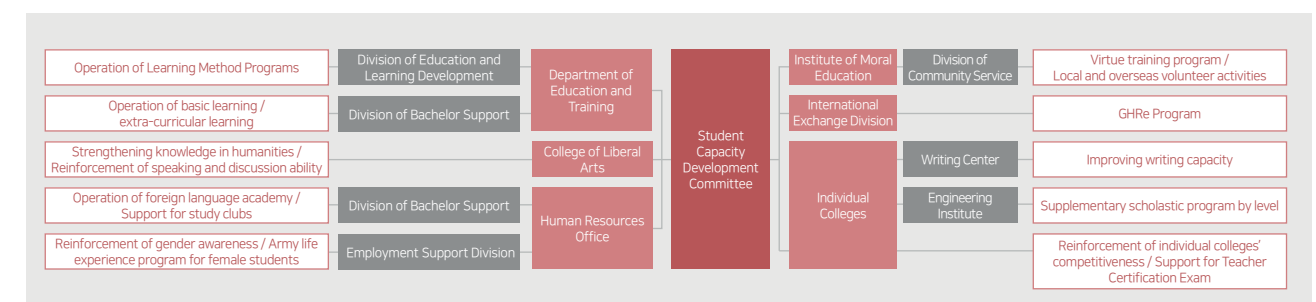 Operation of Learning Method Programs
Division of Education and
Learning Development
Operation of basic learning /
extra-curricular learning
Division of Bachelor Support
Department of
Education and
Training
Strengthening knowledge in humanities /
Reinforcement of speaking and discussion ability
College of Liberal
Arts
Operation of foreign language academy /
Support for study clubs
Division of Bachelor Support
Reinforcement of gender awareness / Army life
experience program for female students
Employment Support Division
Human Resources
Office
Student
Capacity
Development
Committee
Institute of Moral
Education
Division of
Community Service
Virtue training program /
Local and overseas volunteer activities
International
Exchange Division
GHRe Program
Individual
Colleges
Writing Center
Improving writing capacity
Engineering
Institute
Supplementary scholastic program by level
Reinforcement of individual colleges’
competitiveness / Support for Teacher
Certification Exam